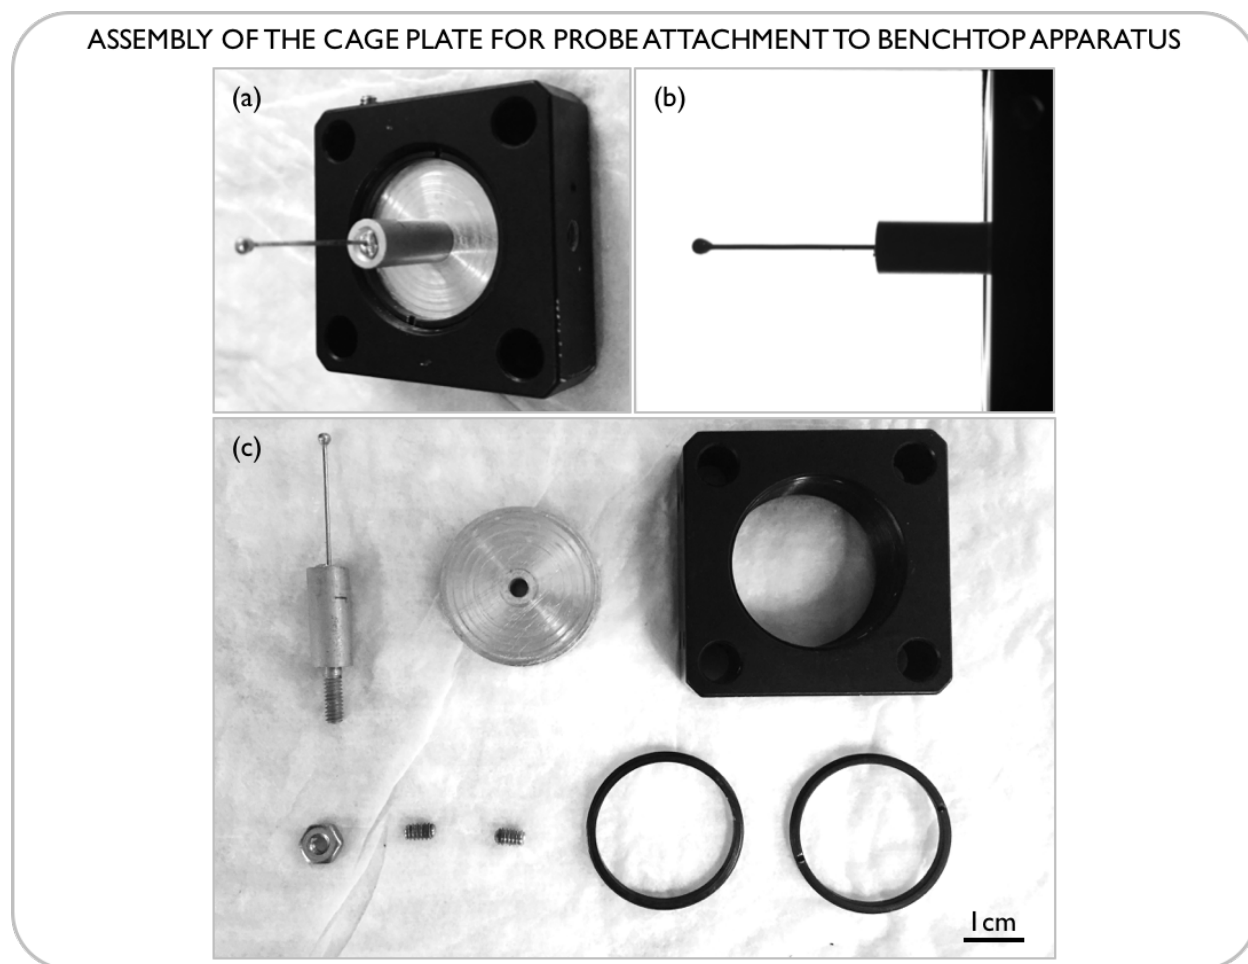 ASSEMBLY OF THE CAGE PLATE FOR PROBE ATTACHMENT TO BENCHTOP APPARATUS
(a)
(b)
(c)
1cm